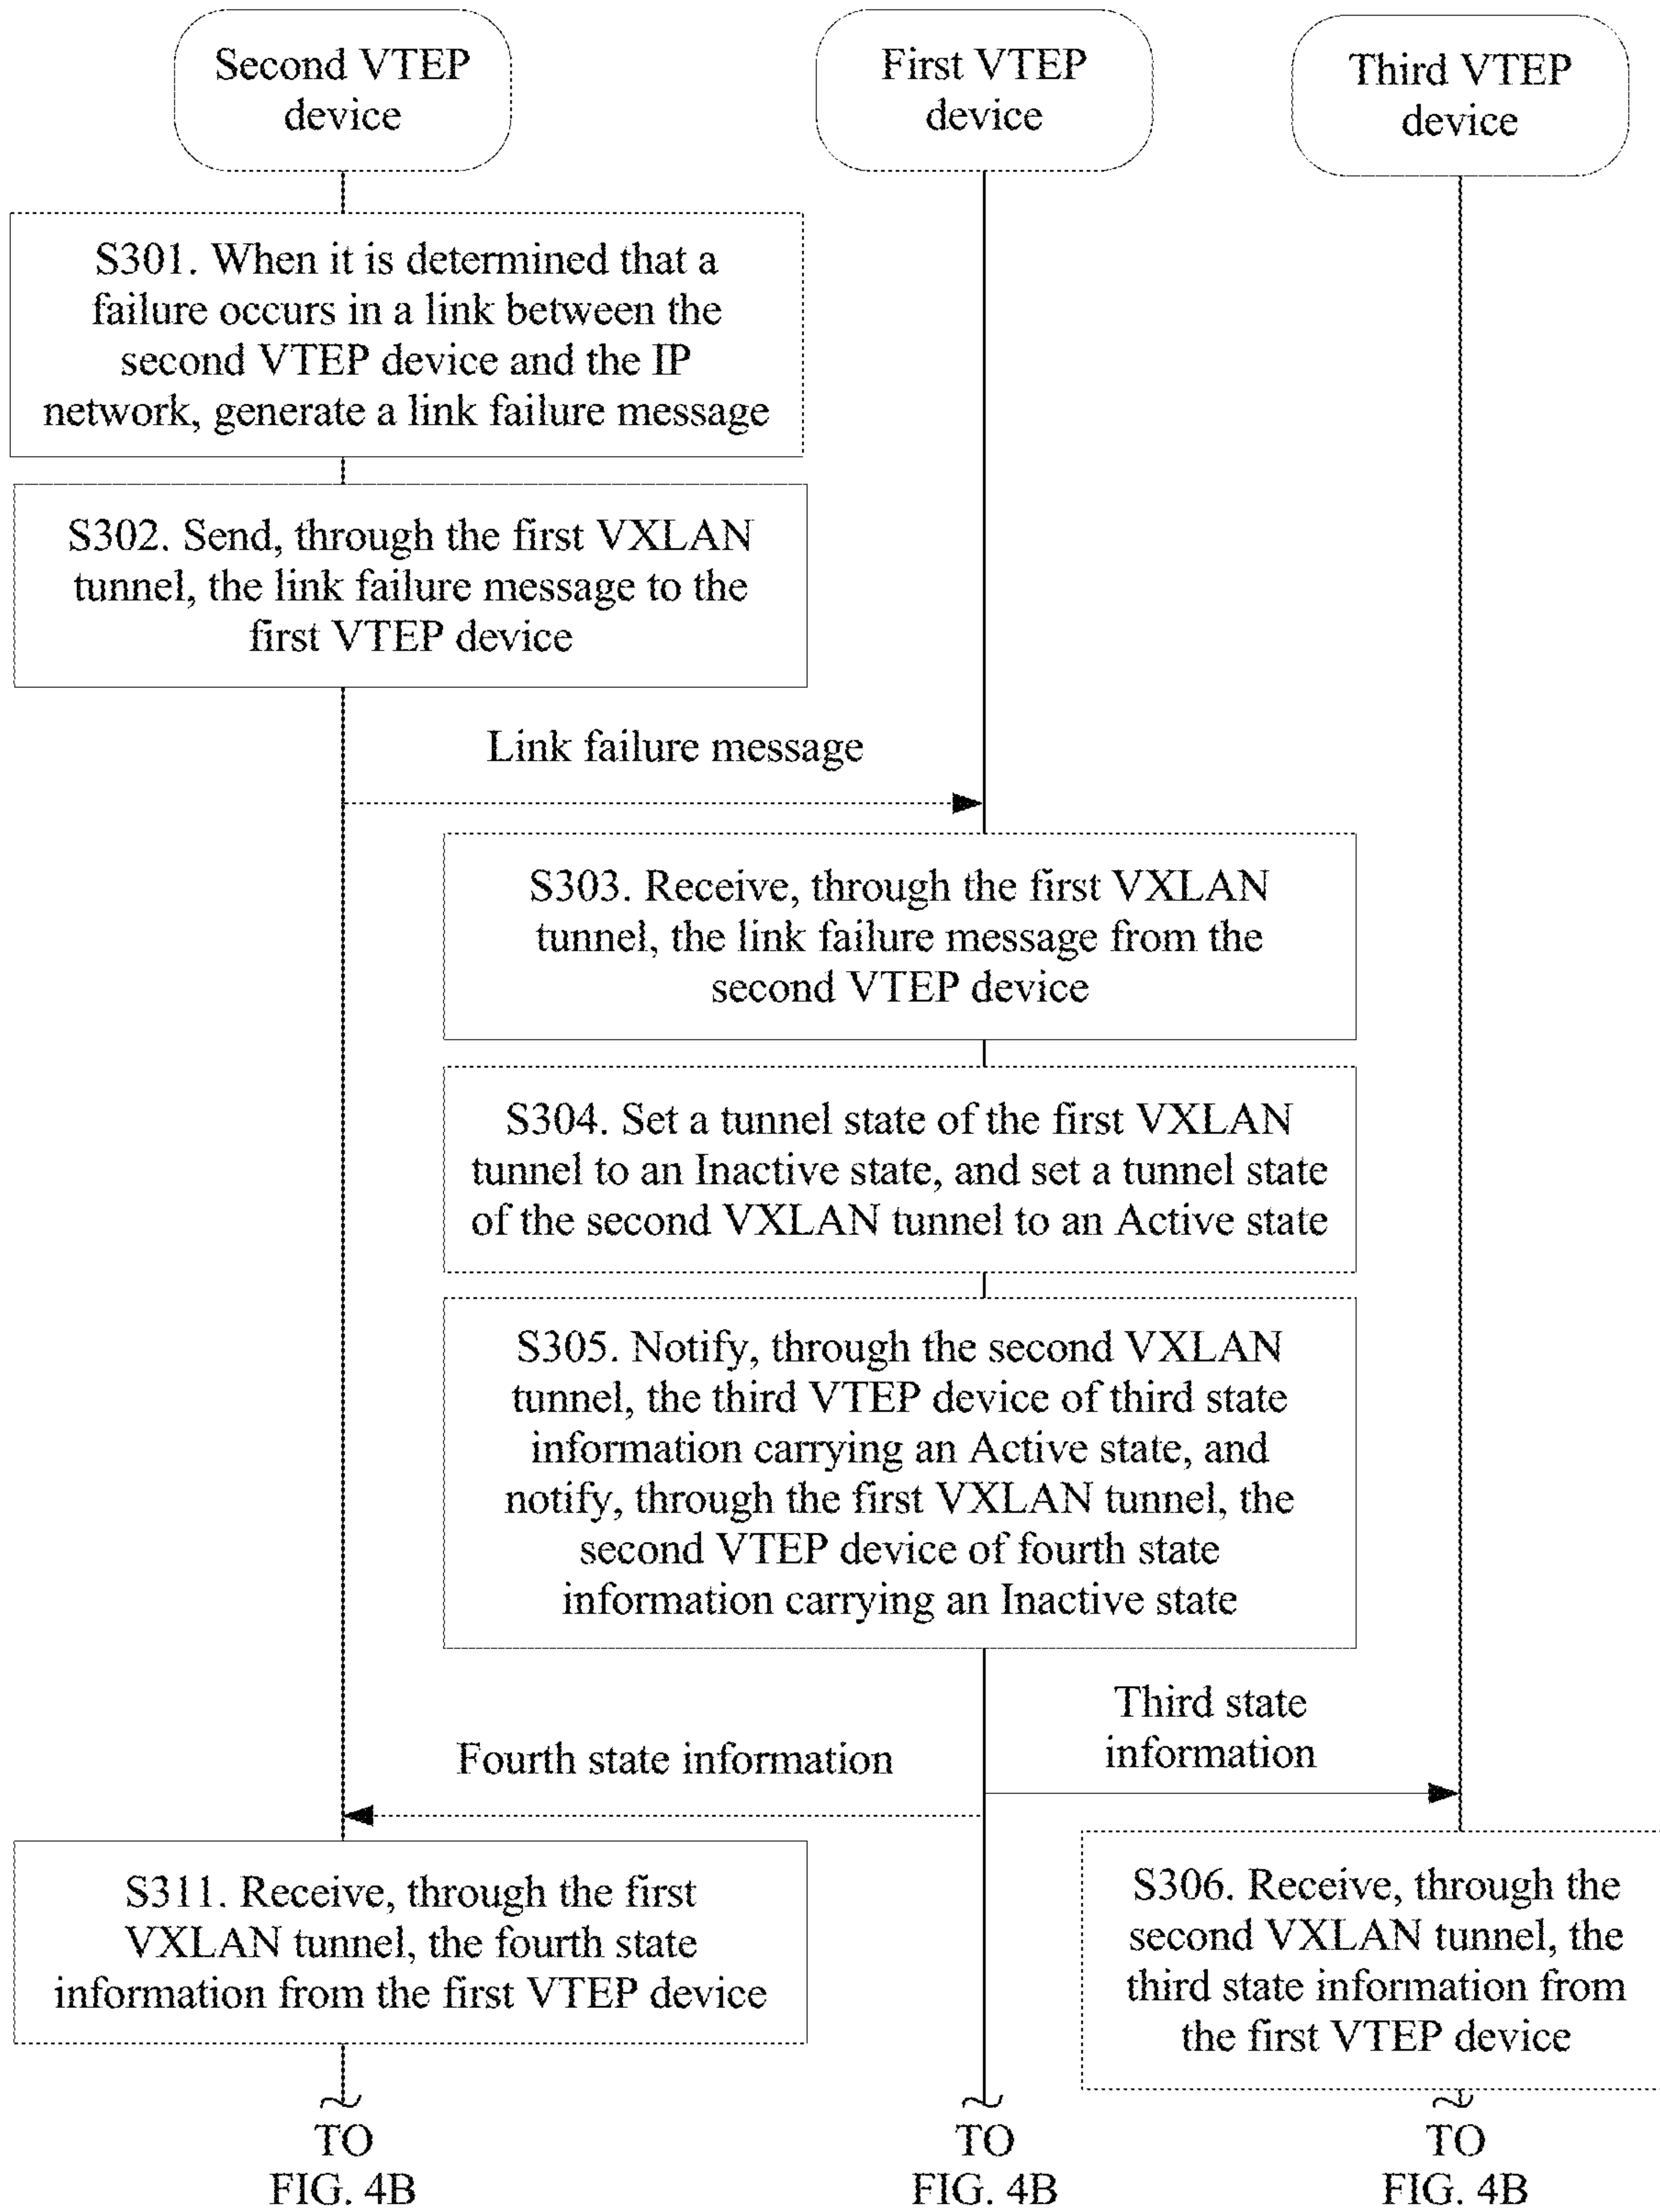 Second VTEP
device
First VTEP
device
Third VTEP
device
S301. When it is determined that a
failure occurs in a link between the
second VTEP device and the IP
network, generate a link failure message
S302. Send, through the first VXLAN
tunnel, the link failure message to the
first VTEP device
Link failure message
S303. Receive, through the first VXLAN
tunnel, the link failure message from the
second VTEP device
S304. Set a tunnel state of the first VXLAN
tunnel to an Inactive state, and set a tunnel state
of the second VXLAN tunnel to an Active state
S305. Notify, through the second VXLAN
tunnel, the third VTEP device of third state
information carrying an Active state, and
notify, through the first VXLAN tunnel, the
second VTEP device of fourth state
information carrying an Inactive state
Third state
information
Fourth state information
S311. Receive, through the first
VXLAN tunnel, the fourth state
information from the first VTEP device
S306. Receive, through the
second VXLAN tunnel, the
third state information from
the first VTEP device
TO
FIG. 4B
TO
FIG. 4B
TO
FIG. 4B